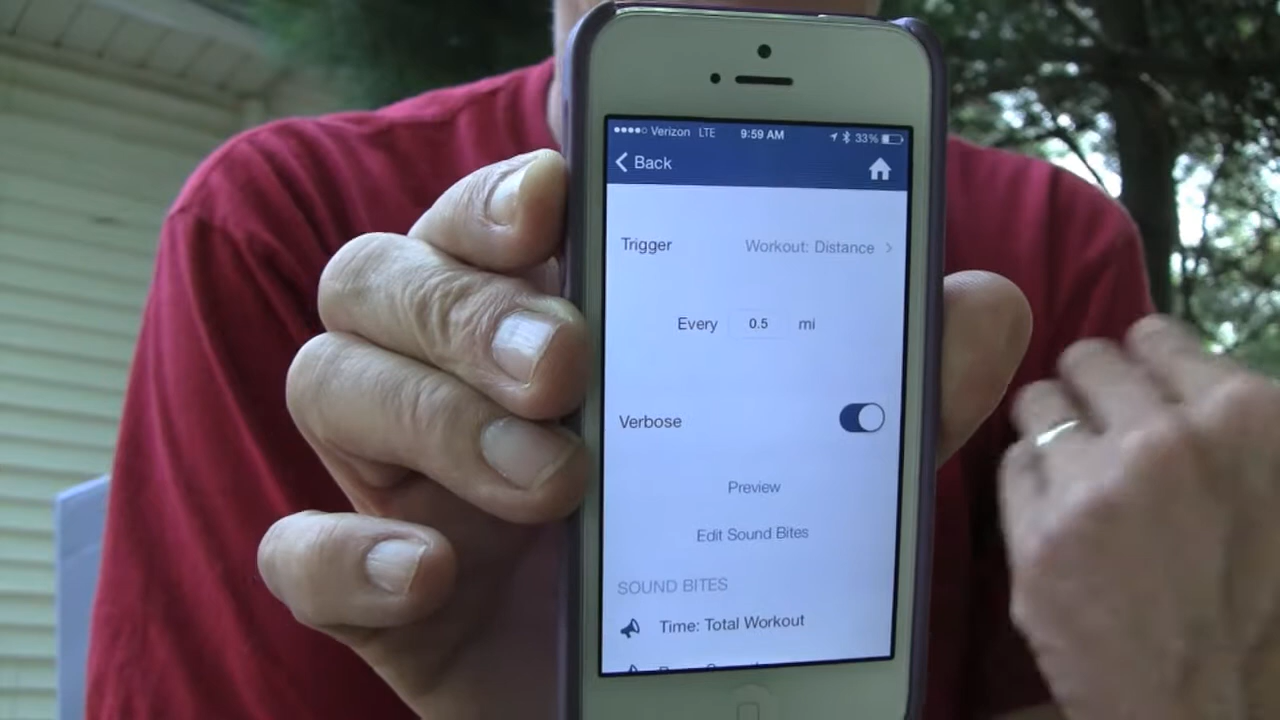 Verizon LTE 9:59 AM 33%
Back
Trigger Workout: Distance
Every 0.5 mi
Verbose
Preview
Edit Sound Bites
SOUND BITES
Time: Total Workout